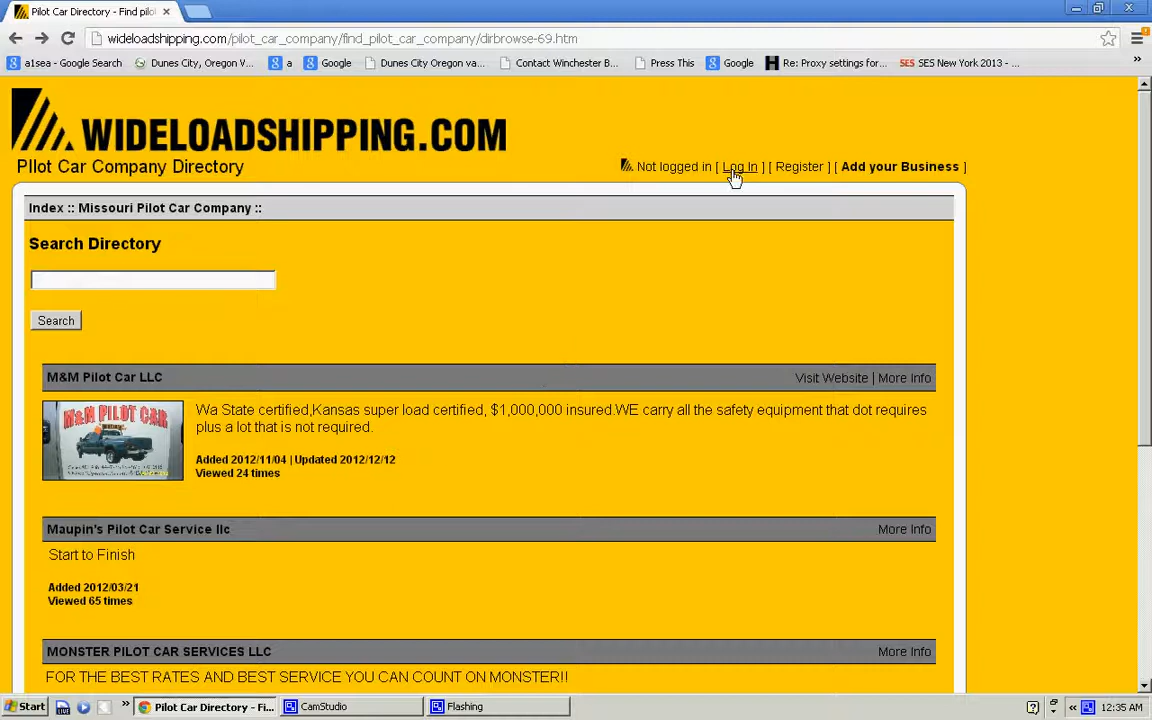 Pilot Car Directory - Find pilo
wideloadshipping.com/pilot_car_company/find_pilot_car_company/dirbrowse-69.htm
a1sea - Google Search
Dunes City, Oregon V...
a
Google
Dunes City Oregon va...
Contact Winchester B...
Press This
Google
Re: Proxy settings for...
SES New York 2013 - ...
WIDELOADSHIPPING.COM
Pilot Car Company Directory
Not logged in [ Log In ] [ Register ] [ Add your Business ]
Index :: Missouri Pilot Car Company ::
Search Directory
Search
M&M Pilot Car LLC
Visit Website | More Info
M&M PILOT CAR
Wa State certified,Kansas super load certified, $1,000,000 insured.WE carry all the safety equipment that dot requires
plus a lot that is not required.
Added 2012/11/04 | Updated 2012/12/12
Viewed 24 times
Maupin's Pilot Car Service llc
More Info
Start to Finish
Added 2012/03/21
Viewed 65 times
MONSTER PILOT CAR SERVICES LLC
More Info
FOR THE BEST RATES AND BEST SERVICE YOU CAN COUNT ON MONSTER!!
Start
Pilot Car Directory - Fi...
CamStudio
Flashing
12:35 AM